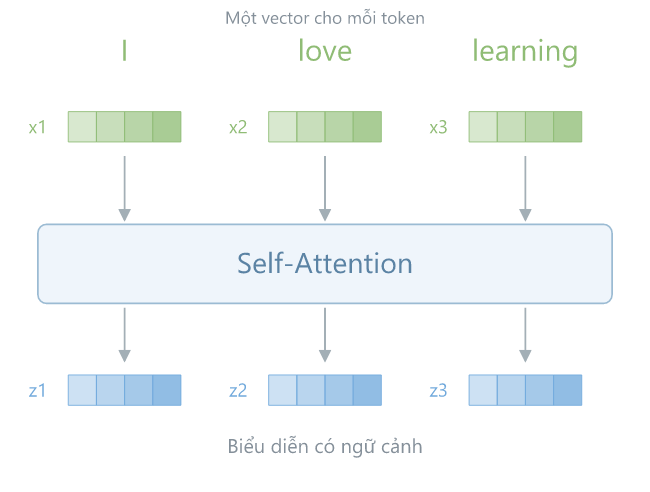 Một vector cho mỗi token
I love learning
x1 x2 x3
Self-Attention
z1 z2 z3
Biểu diễn có ngữ cảnh